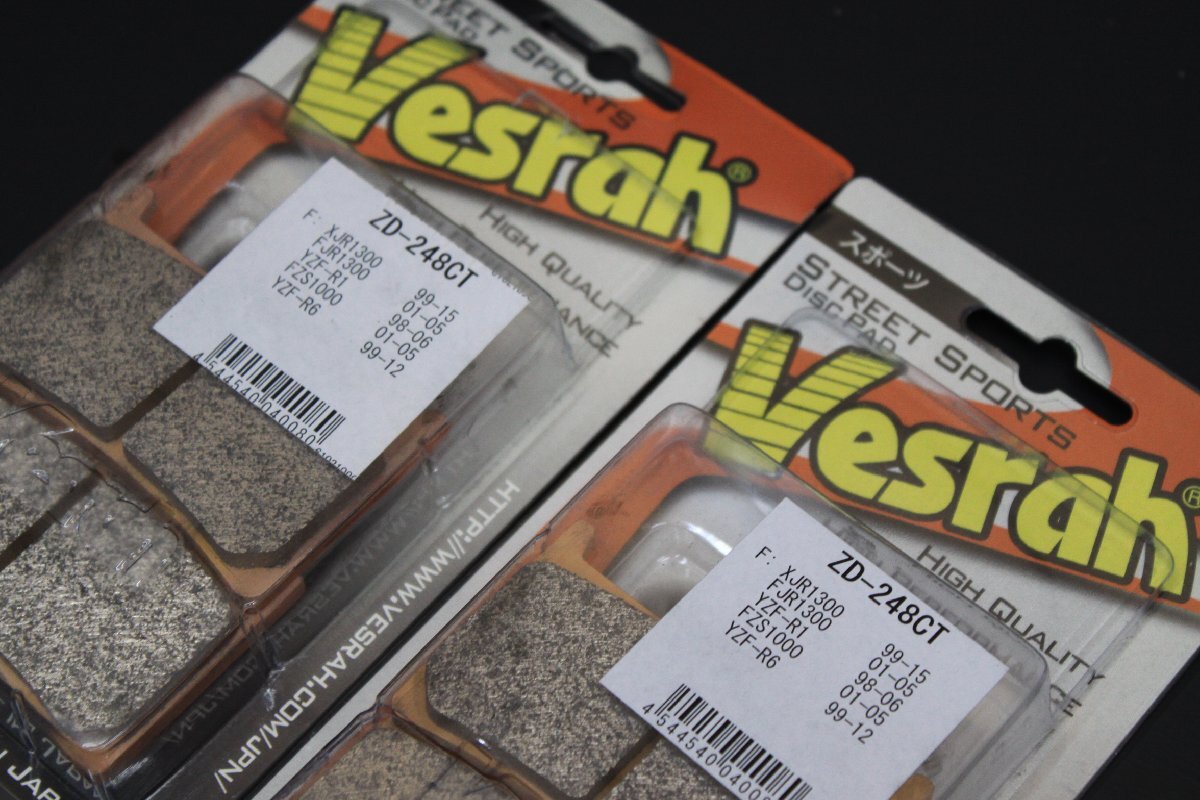 STREET SPORTS
PAD
Vesrah®
HIGH QUALITY
ZD-248CT
F: XJR1300 99-15
FJR1300 01-05
YZF-R1 98-06
FZS1000 01-05
YZF-R6 99-12
4544540040080
HTTP://WWW.VESRAH.COM/JPN/
スポーツ
STREET SPORTS
DISC PAD
Vesrah®
HIGH QUALITY
ZD-248CT
F: XJR1300 99-15
FJR1300 01-05
YZF-R1 98-06
FZS1000 01-05
YZF-R6 99-12